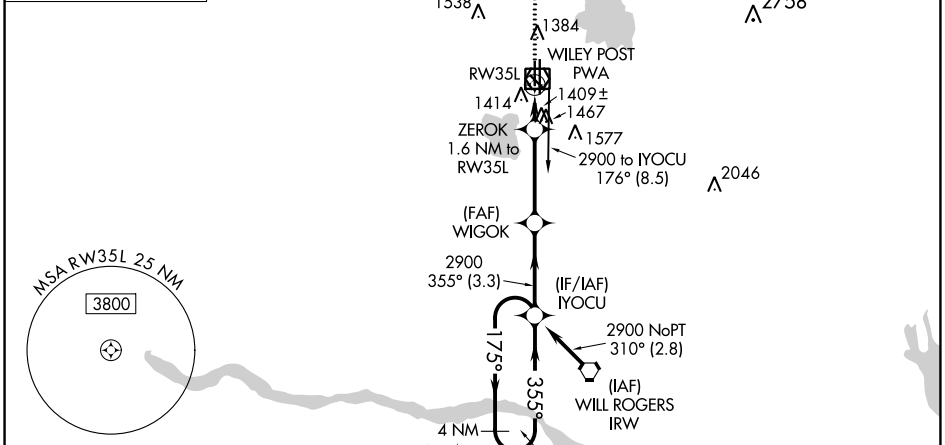 1538
2758
1384
WILEY POST
PWA
RW35L
1414
1409±
1467
ZEROK
1.6 NM to
RW35L
1577
2900 to IYOCU
176° (8.5)
2046
(FAF)
WIGOK
MSA RW35L 25 NM
3800
2900
355° (3.3)
(IF/IAF)
IYOCU
2900 NoPT
310° (2.8)
175°
355°
(IAF)
WILL ROGERS
IRW
4 NM